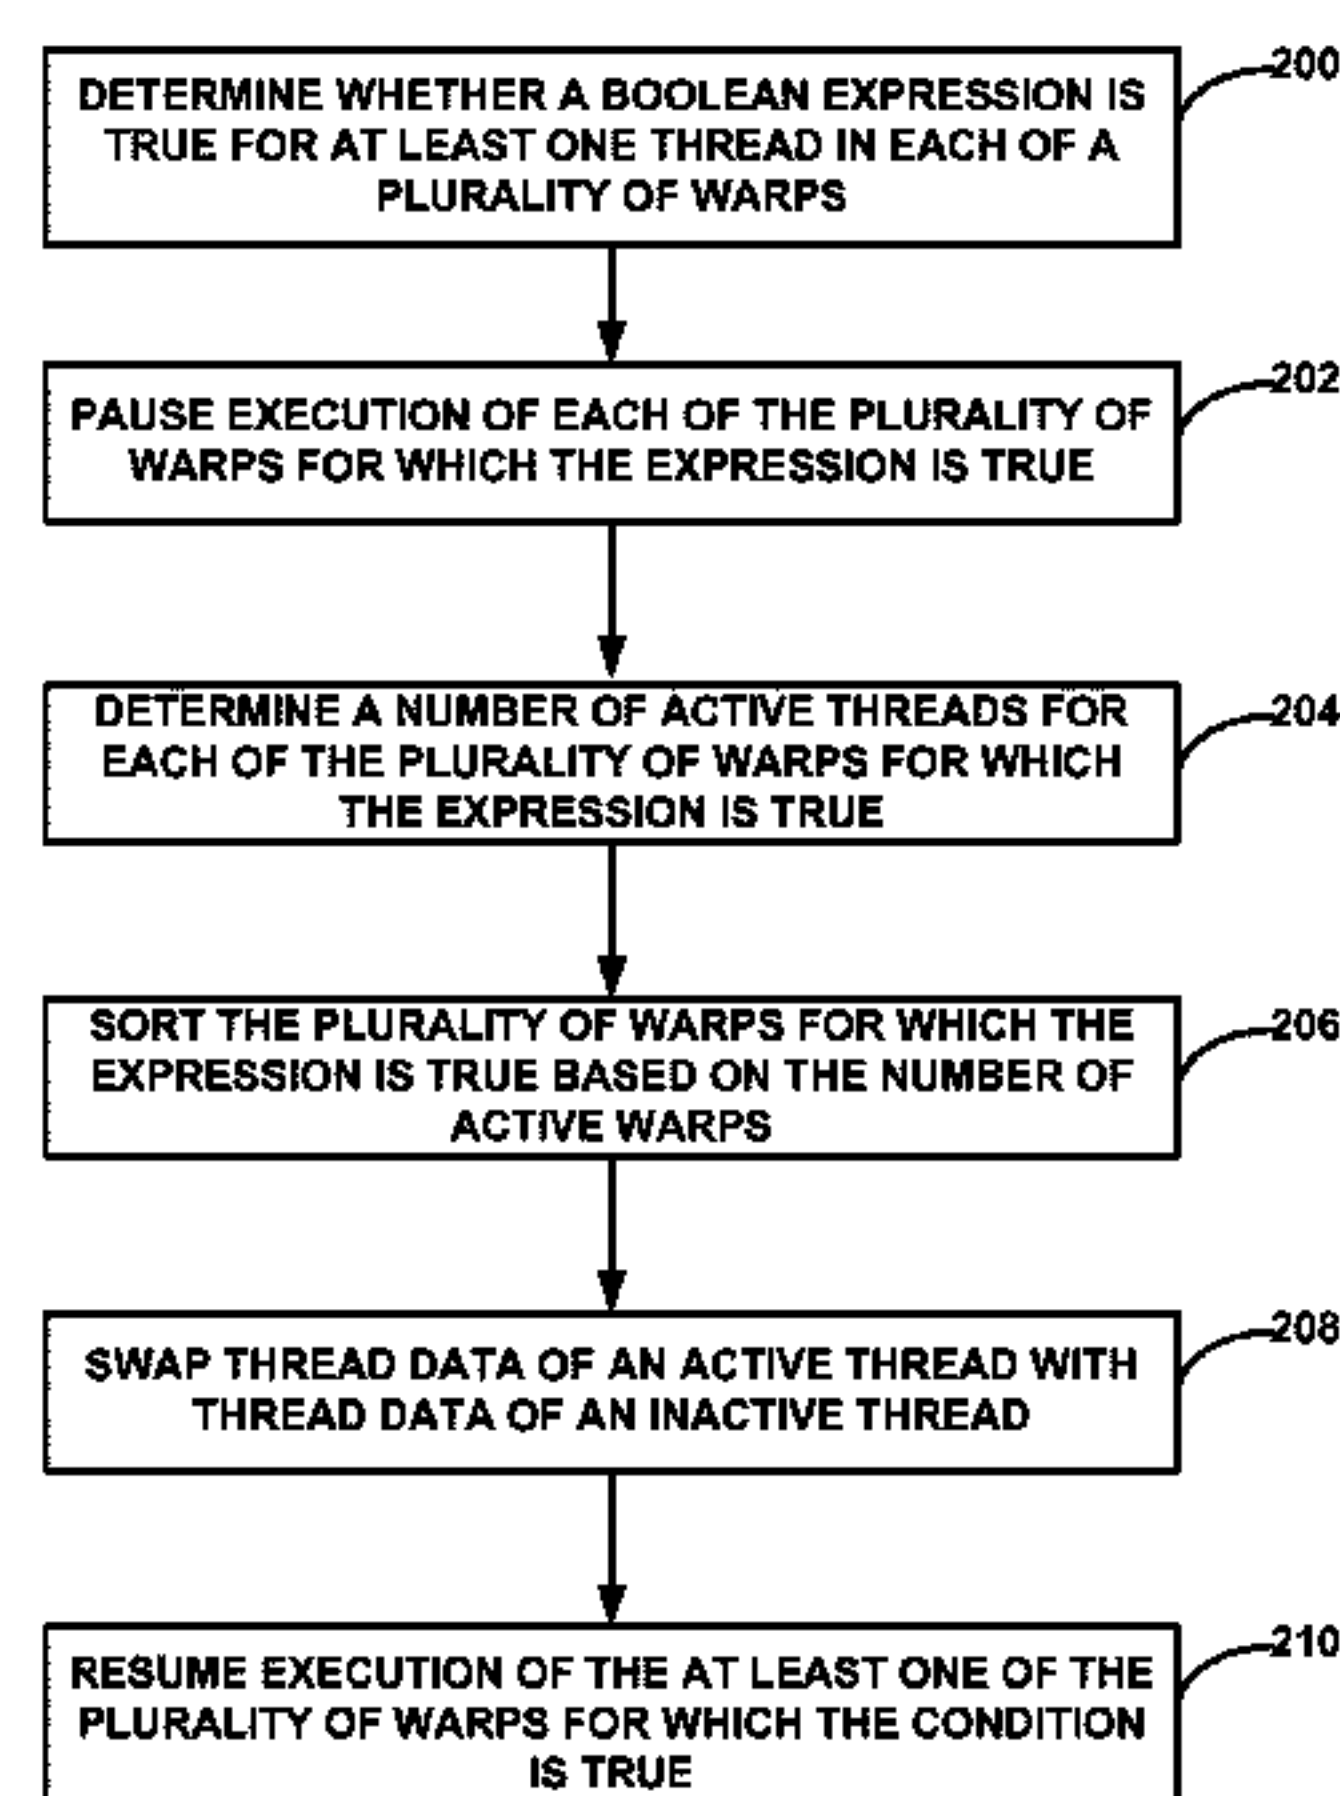 200
DETERMINE WHETHER A BOOLEAN EXPRESSION IS
TRUE FOR AT LEAST ONE THREAD IN EACH OF A
PLURALITY OF WARPS
202
PAUSE EXECUTION OF EACH OF THE PLURALITY OF
WARPS FOR WHICH THE EXPRESSION IS TRUE
204
DETERMINE A NUMBER OF ACTIVE THREADS FOR
EACH OF THE PLURALITY OF WARPS FOR WHICH
THE EXPRESSION IS TRUE
206
SORT THE PLURALITY OF WARPS FOR WHICH THE
EXPRESSION IS TRUE BASED ON THE NUMBER OF
ACTIVE WARPS
208
SWAP THREAD DATA OF AN ACTIVE THREAD WITH
THREAD DATA OF AN INACTIVE THREAD
210
RESUME EXECUTION OF THE AT LEAST ONE OF THE
PLURALITY OF WARPS FOR WHICH THE CONDITION
IS TRUE